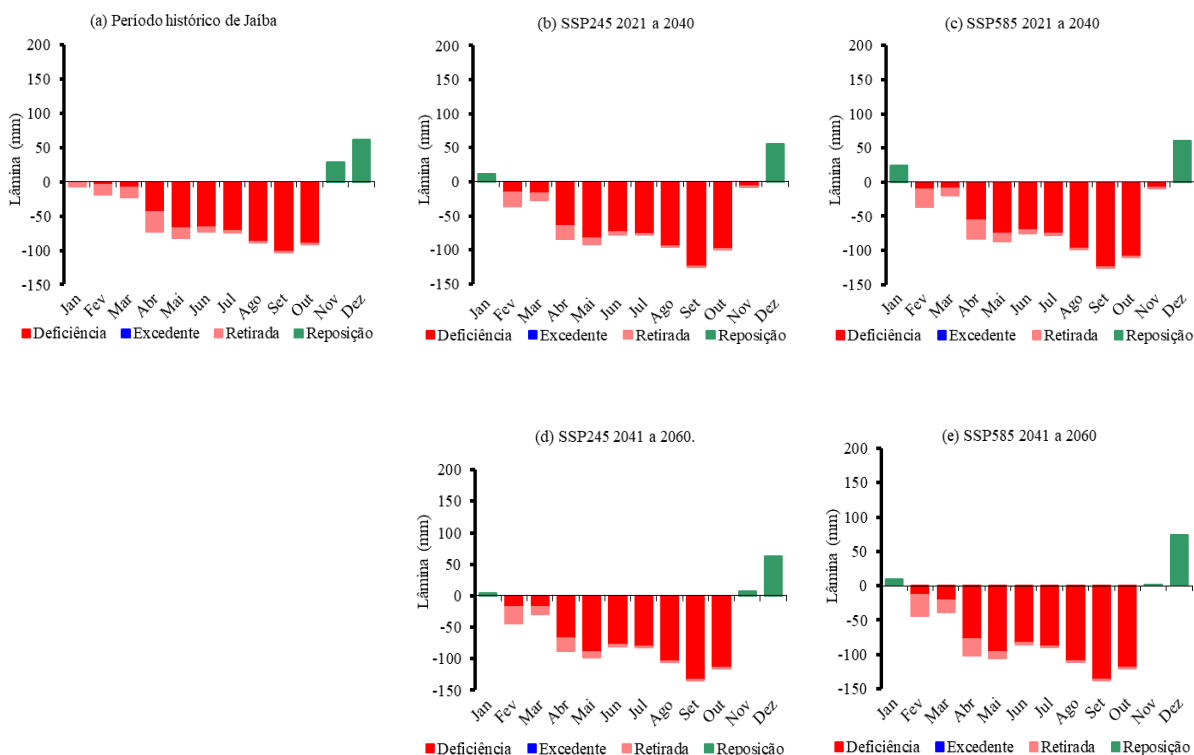 (a) Período histórico de Jaíba
Lâmina (mm)
200
150
100
50
0
-50
-100
-150
Jan Fev Mar Abr Mai Jun Jul Ago Set Out Nov Dez
Deficiência Excedente Retirada Reposição
(b) SSP245 2021 a 2040
Lâmina (mm)
200
150
100
50
0
-50
-100
-150
Jan Fev Mar Abr Mai Jun Jul Ago Set Out Nov Dez
Deficiência Excedente Retirada Reposição
(c) SSP585 2021 a 2040
Lâmina (mm)
200
150
100
50
0
-50
-100
-150
Jan Fev Mar Abr Mai Jun Jul Ago Set Out Nov Dez
Deficiência Excedente Retirada Reposição
(d) SSP245 2041 a 2060.
Lâmina (mm)
200
150
100
50
0
-50
-100
-150
Jan Fev Mar Abr Mai Jun Jul Ago Set Out Nov Dez
Deficiência Excedente Retirada Reposição
(e) SSP585 2041 a 2060
Lâmina (mm)
200
150
100
50
0
-50
-100
-150
Jan Fev Mar Abr Mai Jun Jul Ago Set Out Nov Dez
Deficiência Excedente Retirada Reposição